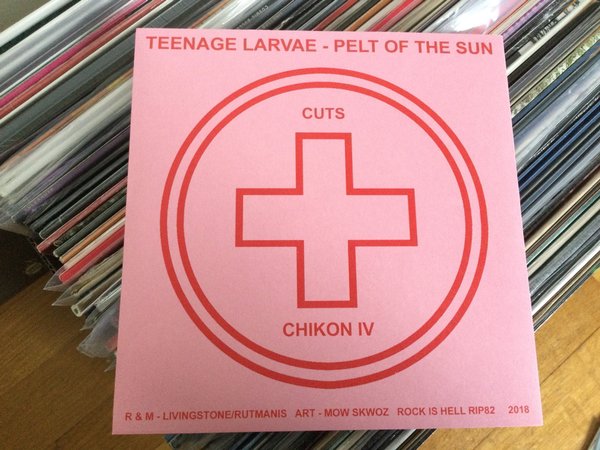 TEENAGE LARVAE - PELT OF THE SUN
CUTS
CHIKON IV
R & M - LIVINGSTONE/RUTMANIS ART - MOW SKWOZ ROCK IS HELL RIP82 2018